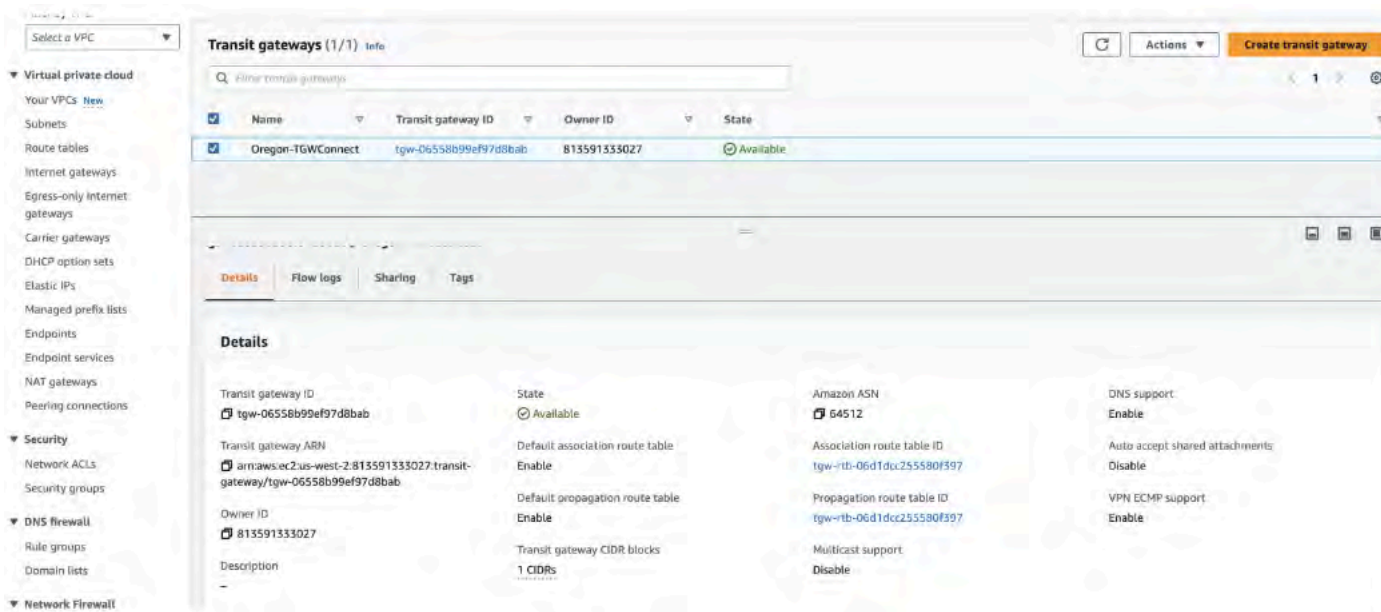 Select a VPC
Virtual private cloud
Your VPCs New
Subnets
Route tables
Internet gateways
Egress-only Internet
gateways
Carrier gateways
DHCP option sets
Elastic IPs
Managed prefix lists
Endpoints
Endpoint services
NAT gateways
Peering connections
Security
Network ACLs
Security groups
DNS firewall
Rule groups
Domain lists
Network Firewall
Transit gateways (1/1) Info
Actions
Create transit gateway
Filter transit gateways
1
Name Transit gateway ID Owner ID State
Oregon-TGWConnect tgw-06558b99ef97d8bab 813591333027 Available
Details Flow logs Sharing Tags
Details
Transit gateway ID
tgw-06558b99ef97d8bab
Transit gateway ARN
arn:aws:ec2:us-west-2:813591333027:transit-
gateway/tgw-06558b99ef97d8bab
Owner ID
813591333027
Description
–
State
Available
Default association route table
Enable
Default propagation route table
Enable
Transit gateway CIDR blocks
1 CIDRs
Amazon ASN
64512
Association route table ID
tgw-rtb-06d1dcc255580f397
Propagation route table ID
tgw-rtb-06d1dcc255580f397
Multicast support
Disable
DNS support
Enable
Auto accept shared attachments
Disable
VPN ECMP support
Enable